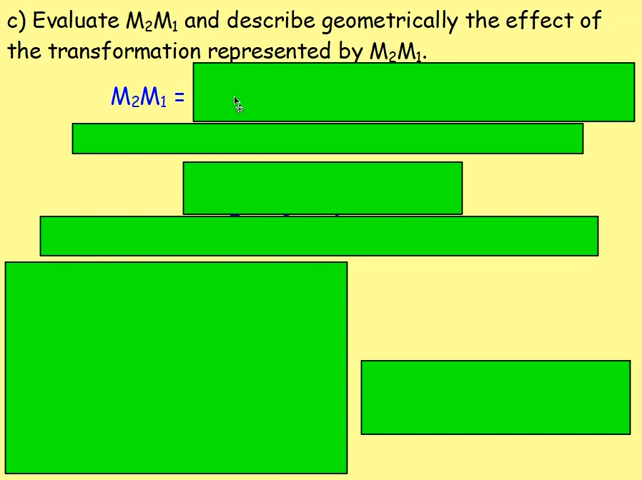 c) Evaluate M₂M₁ and describe geometrically the effect of
the transformation represented by M₂M₁.
M₂M₁ =